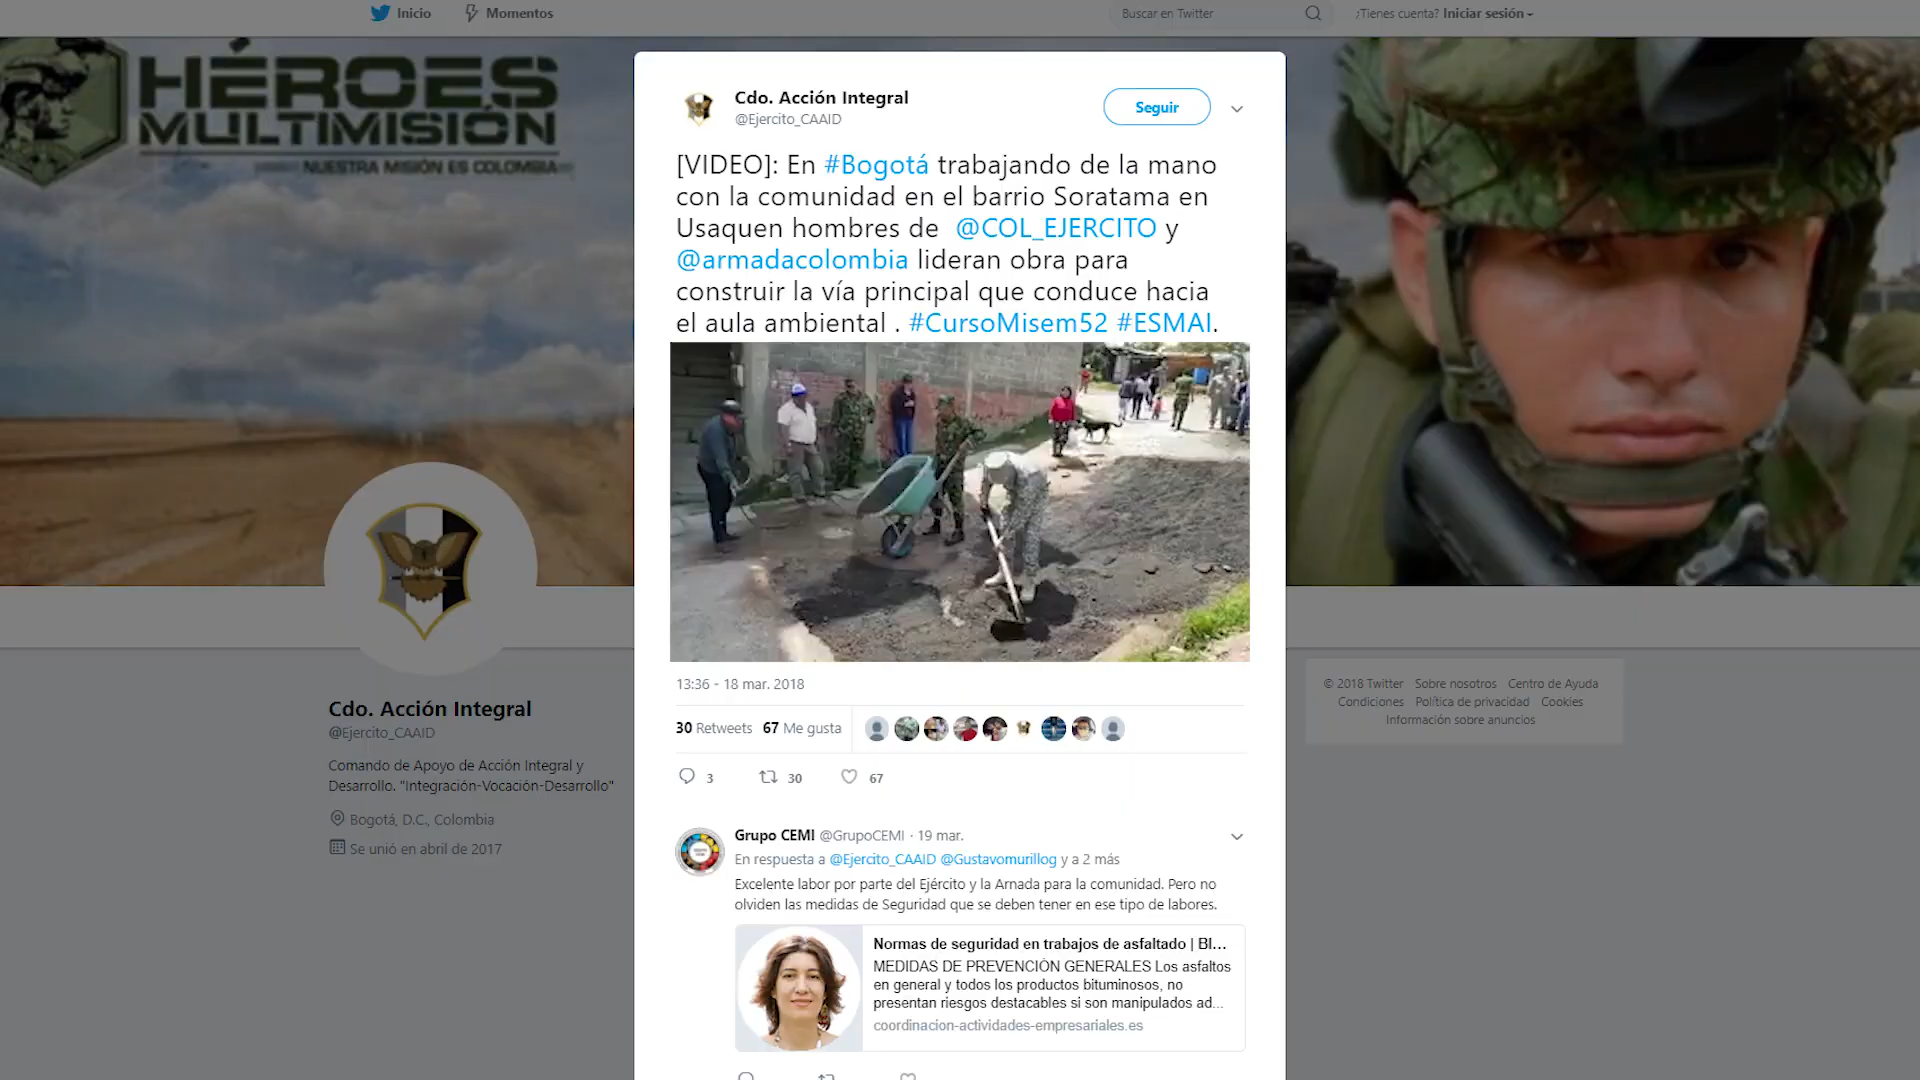 Inicio
Momentos
Buscar en Twitter
¿Tienes cuenta? Iniciar sesión
HÉROES
MULTIMISIÓN
NUESTRA MISIÓN ES COLOMBIA
Cdo. Acción Integral
@Ejercito_CAAID
Seguir
[VIDEO]: En #Bogotá trabajando de la mano
con la comunidad en el barrio Soratama en
Usaquen hombres de @COL_EJERCITO y
@armadacolombia lideran obra para
construir la vía principal que conduce hacia
el aula ambiental . #CursoMisem52 #ESMAI.
13:36 - 18 mar. 2018
30 Retweets 67 Me gusta
3 30 67
Grupo CEMI @GrupoCEMI · 19 mar.
En respuesta a @Ejercito_CAAID @Gustavomurillog y a 2 más
Excelente labor por parte del Ejército y la Arnada para la comunidad. Pero no
olviden las medidas de Seguridad que se deben tener en ese tipo de labores.
Normas de seguridad en trabajos de asfaltado | Bl...
MEDIDAS DE PREVENCIÓN GENERALES Los asfaltos
en general y todos los productos bituminosos, no
presentan riesgos destacables si son manipulados ad...
coordinacion-actividades-empresariales.es
Cdo. Acción Integral
@Ejercito_CAAID
Comando de Apoyo de Acción Integral y
Desarrollo. "Integración-Vocación-Desarrollo"
Bogotá, D.C., Colombia
Se unió en abril de 2017
© 2018 Twitter Sobre nosotros Centro de Ayuda
Condiciones Política de privacidad Cookies
Información sobre anuncios